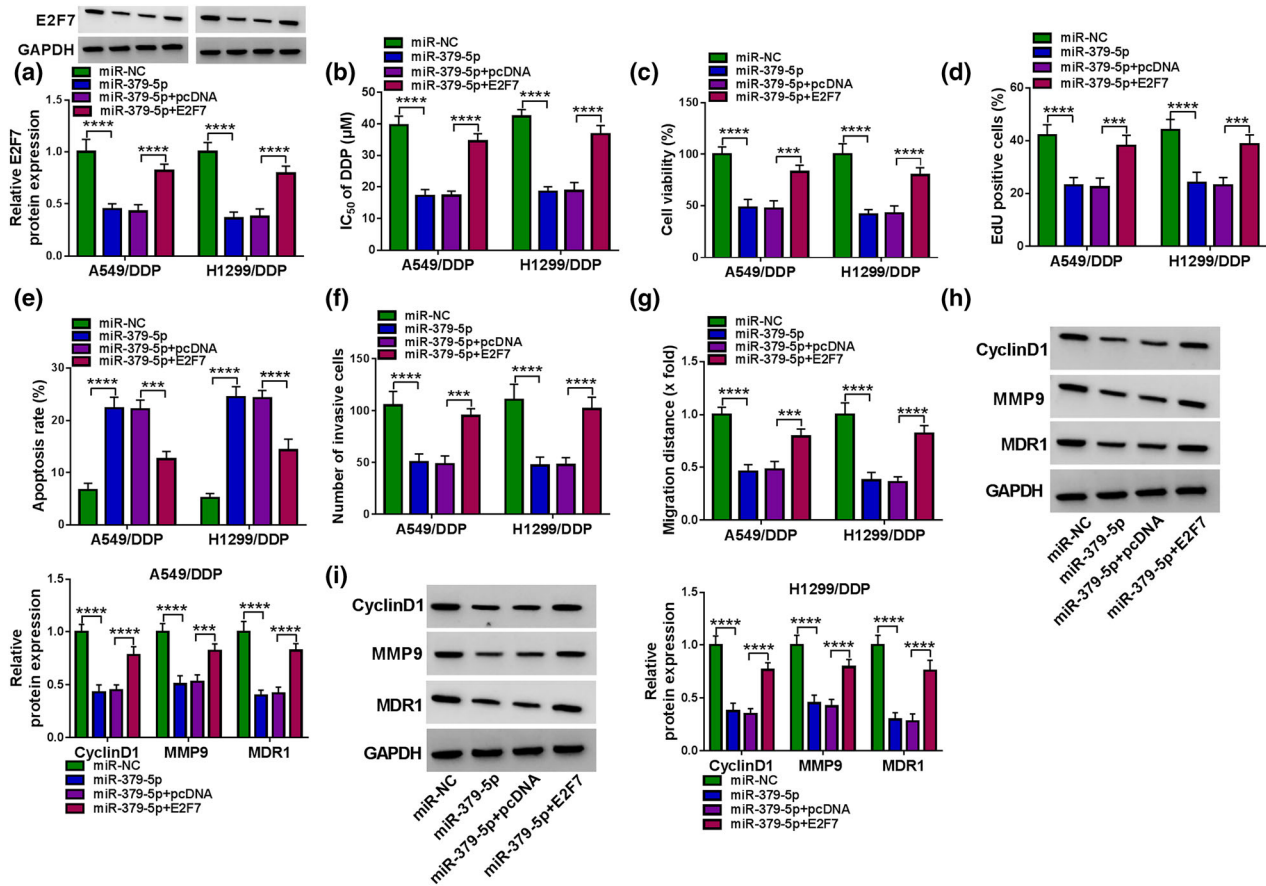 E2F7
GAPDH
(a)
miR-NC
miR-379-5p
miR-379-5p+pcDNA
miR-379-5p+E2F7
Relative E2F7
protein expression
1.5
1.0
0.5
0.0
****
****
****
****
A549/DDP
H1299/DDP
(b)
miR-NC
miR-379-5p
miR-379-5p+pcDNA
miR-379-5p+E2F7
IC50 of DDP (μM)
50
40
30
20
10
0
****
****
****
****
A549/DDP
H1299/DDP
(c)
miR-NC
miR-379-5p
miR-379-5p+pcDNA
miR-379-5p+E2F7
Cell viability (%)
150
100
50
0
****
***
****
****
A549/DDP
H1299/DDP
(d)
miR-NC
miR-379-5p
miR-379-5p+pcDNA
miR-379-5p+E2F7
EdU positive cells (%)
60
40
20
0
****
***
****
***
A549/DDP
H1299/DDP
(e)
miR-NC
miR-379-5p
miR-379-5p+pcDNA
miR-379-5p+E2F7
Apoptosis rate (%)
30
20
10
0
****
***
****
****
A549/DDP
H1299/DDP
(f)
miR-NC
miR-379-5p
miR-379-5p+pcDNA
miR-379-5p+E2F7
Number of invasive cells
150
100
50
0
****
***
****
****
A549/DDP
H1299/DDP
(g)
miR-NC
miR-379-5p
miR-379-5p+pcDNA
miR-379-5p+E2F7
Migration distance (x fold)
1.5
1.0
0.5
0.0
****
***
****
****
A549/DDP
H1299/DDP
(h)
CyclinD1
MMP9
MDR1
GAPDH
miR-NC
miR-379-5p
miR-379-5p+pcDNA
miR-379-5p+E2F7
A549/DDP
Relative
protein expression
1.5
1.0
0.5
0.0
****
****
****
***
****
****
CyclinD1
MMP9
MDR1
miR-NC
miR-379-5p
miR-379-5p+pcDNA
miR-379-5p+E2F7
(i)
CyclinD1
MMP9
MDR1
GAPDH
miR-NC
miR-379-5p
miR-379-5p+pcDNA
miR-379-5p+E2F7
H1299/DDP
Relative
protein expression
1.5
1.0
0.5
0.0
****
****
****
****
****
****
CyclinD1
MMP9
MDR1
miR-NC
miR-379-5p
miR-379-5p+pcDNA
miR-379-5p+E2F7